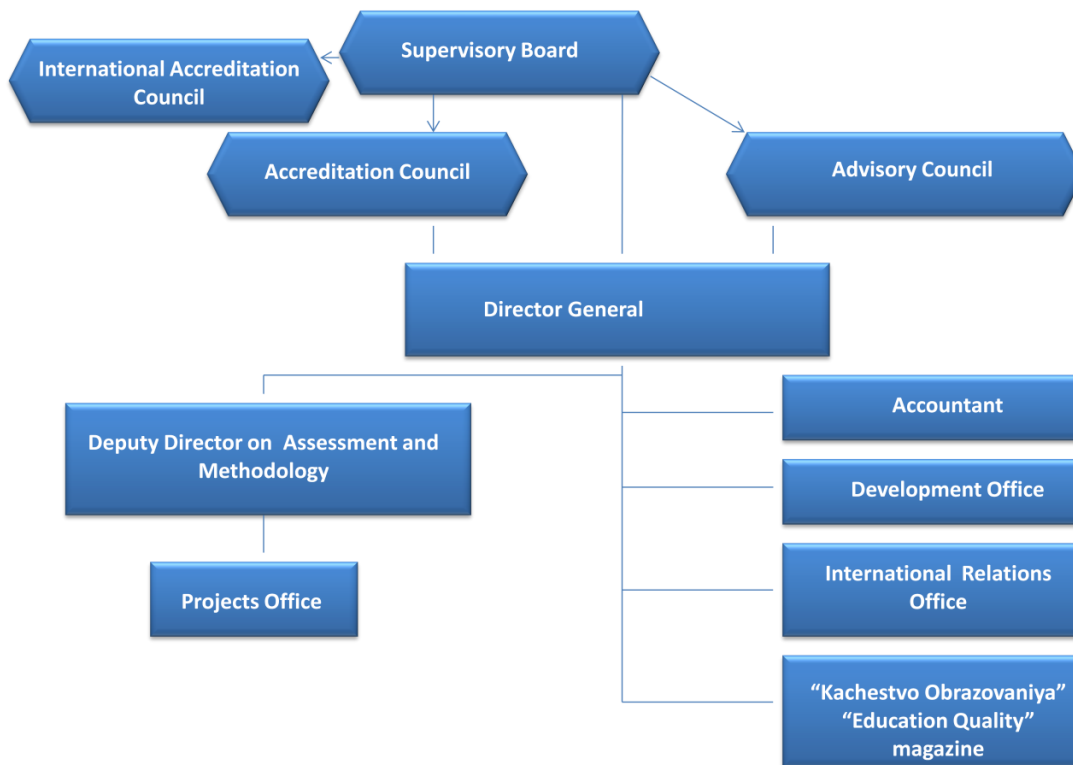 Supervisory Board
International Accreditation
Council
Accreditation Council
Advisory Council
Director General
Accountant
Deputy Director on  Assessment and
Methodology
Development Office
International  Relations
Office
Projects Office
“Kachestvo Obrazovaniya”
“Education Quality”
magazine